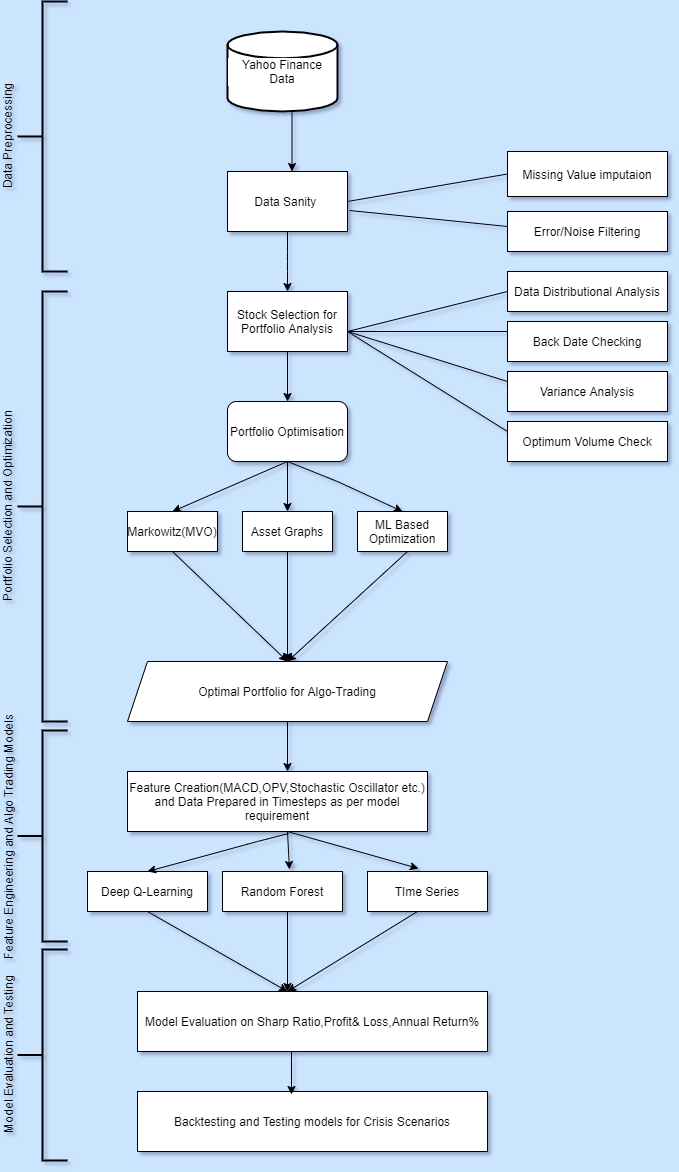 Data Preprocessing
Yahoo Finance
Data
Data Sanity
Missing Value imputaion
Error/Noise Filtering
Portfolio Selection and Optimization
Stock Selection for
Portfolio Analysis
Data Distributional Analysis
Back Date Checking
Variance Analysis
Optimum Volume Check
Portfolio Optimisation
Markowitz(MVO)
Asset Graphs
ML Based
Optimization
Optimal Portfolio for Algo-Trading
Feature Engineering and Algo Trading Models
Feature Creation(MACD,OPV,Stochastic Oscillator etc.)
and Data Prepared in Timesteps as per model
requirement
Deep Q-Learning
Random Forest
TIme Series
Model Evaluation and Testing
Model Evaluation on Sharp Ratio,Profit& Loss,Annual Return%
Backtesting and Testing models for Crisis Scenarios